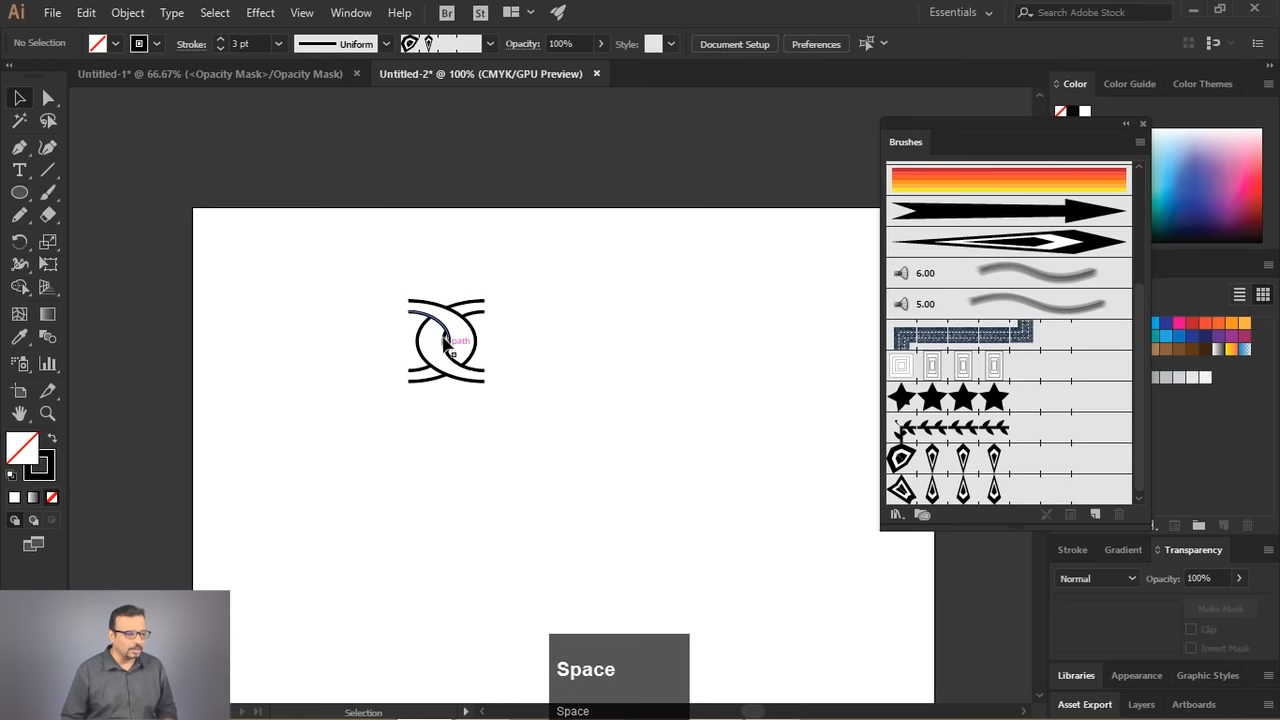 Ai File Edit Object Type Select Effect View Window Help Br St Essentials Search Adobe Stock
No Selection Stroke: 3 pt Uniform Opacity: 100% Style: Document Setup Preferences
Untitled-1* @ 66.67% (<Opacity Mask>/Opacity Mask) Untitled-2* @ 100% (CMYK/GPU Preview)
Color Color Guide Color Themes
Brushes
6.00
5.00
path
Stroke Gradient Transparency
Normal Opacity: 100%
Make Mask
Clip
Invert Mask
Libraries Appearance Graphic Styles
Asset Export Layers Artboards
Space
Space
Selection